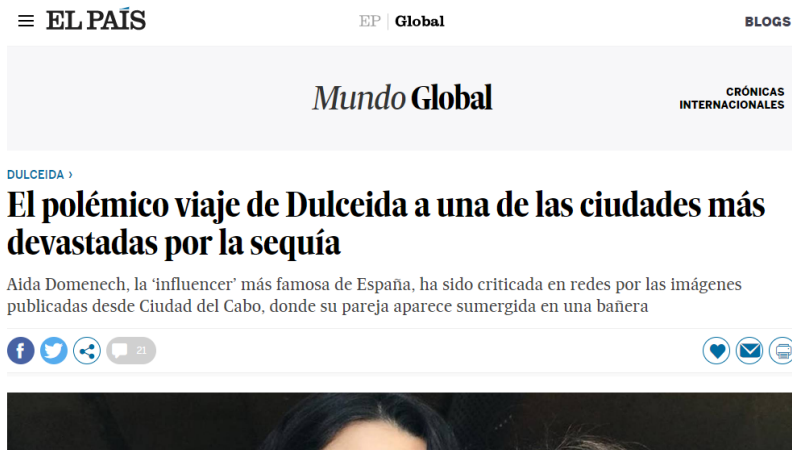 EL PAÍS
EP | Global
BLOGS
Mundo Global
CRÓNICAS
INTERNACIONALES
DULCEIDA ›
El polémico viaje de Dulceida a una de las ciudades más
devastadas por la sequía
Aida Domenech, la ‘influencer’ más famosa de España, ha sido criticada en redes por las imágenes
publicadas desde Ciudad del Cabo, donde su pareja aparece sumergida en una bañera
f
21